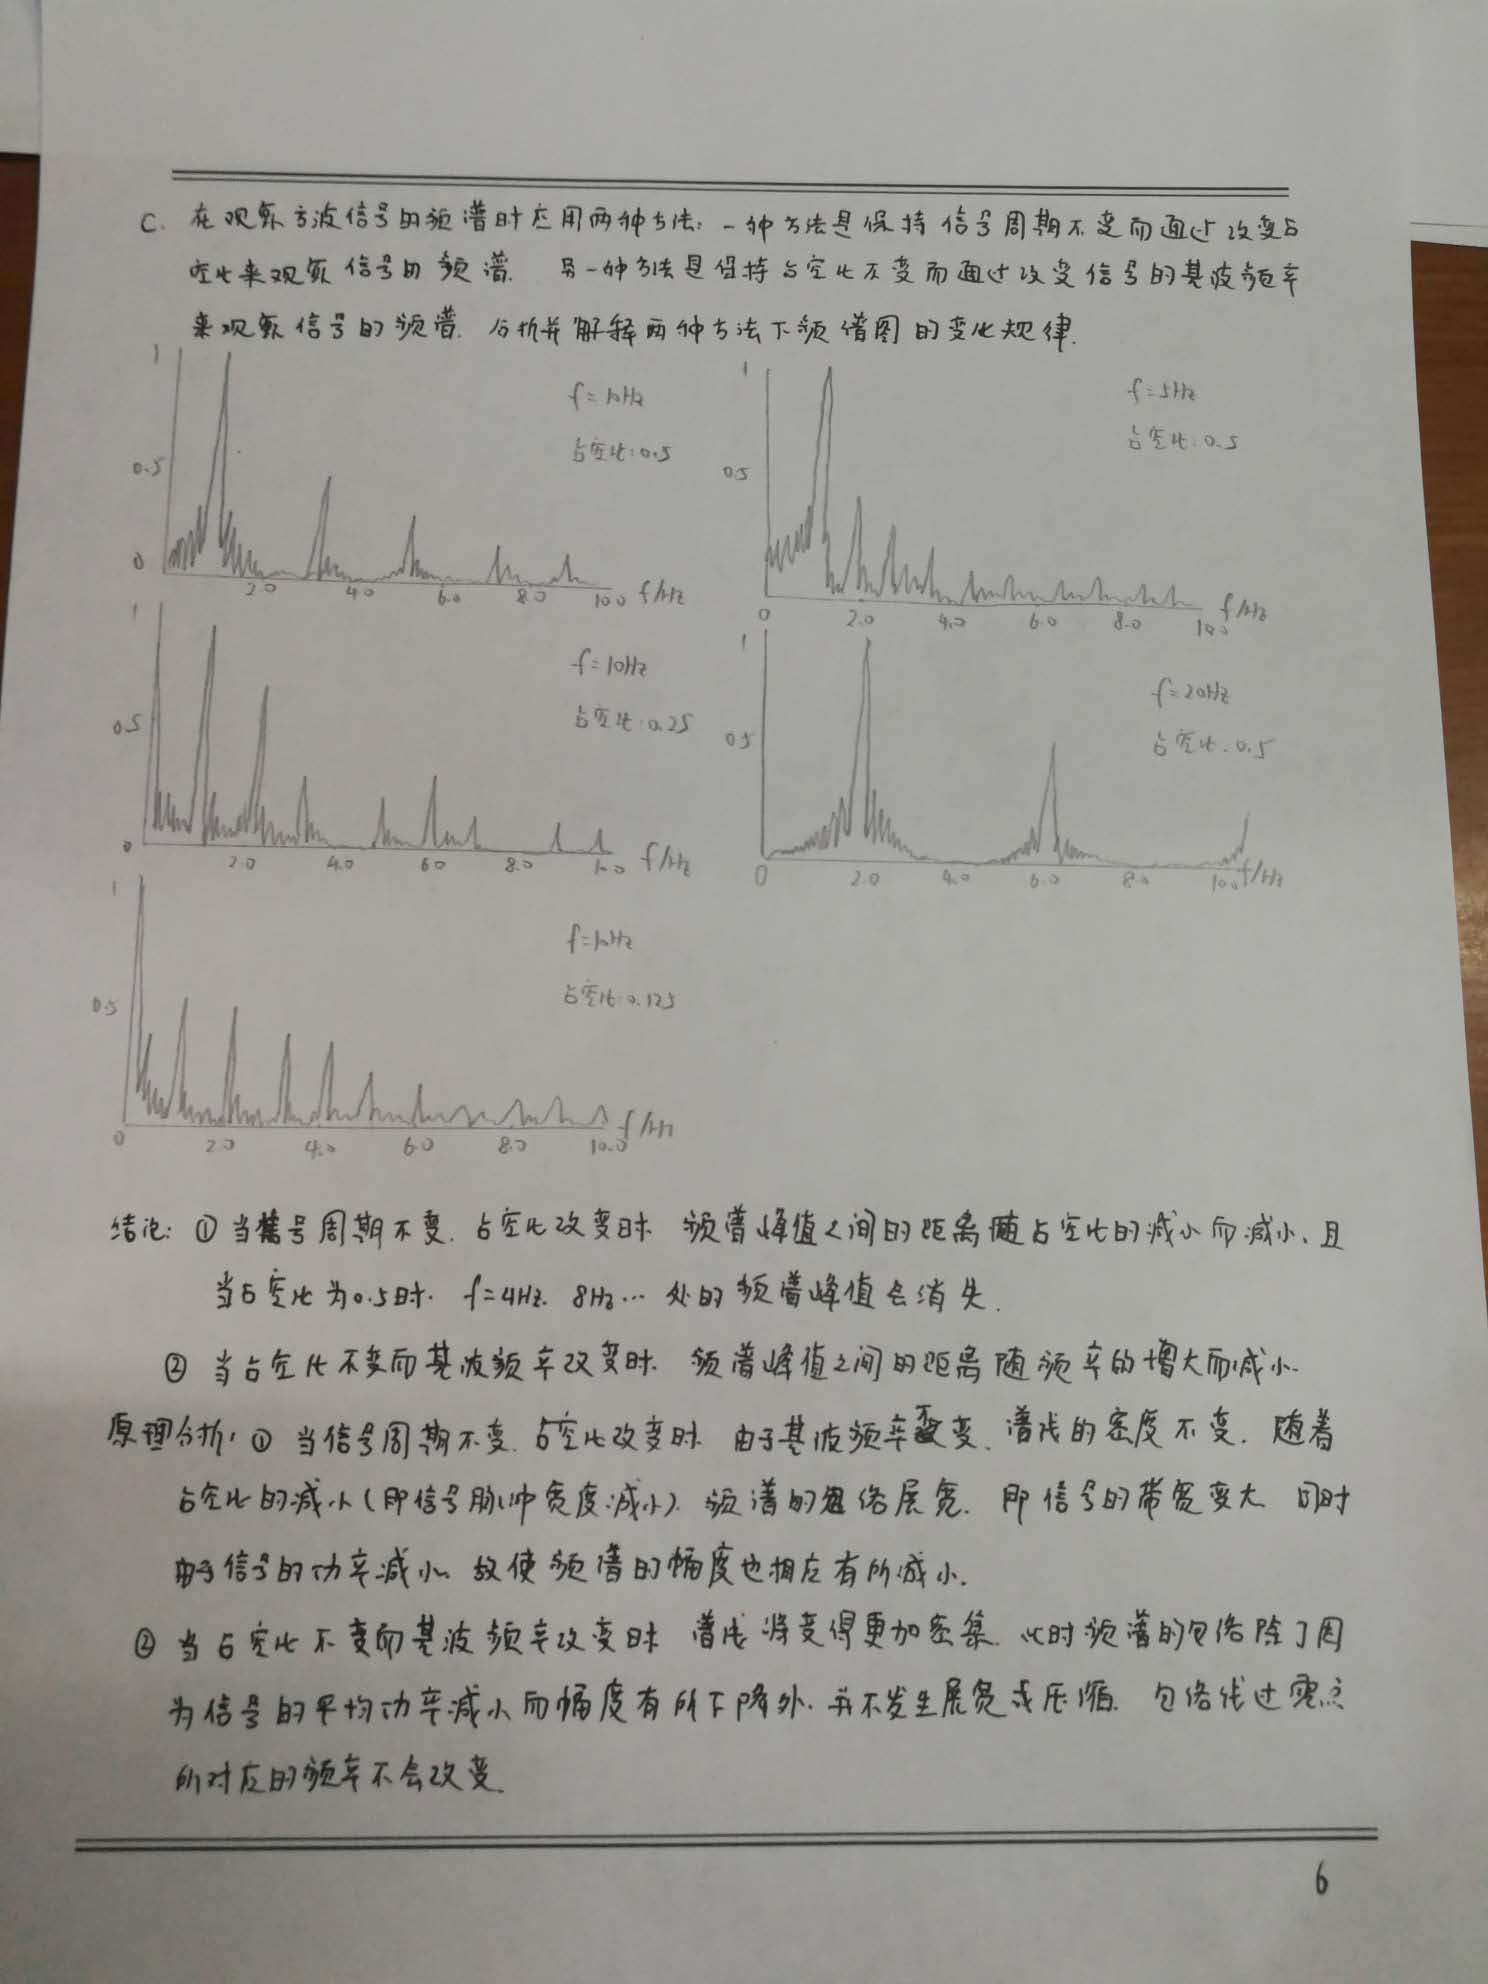 C. 在观察方波信号的频谱时应用两种方法：一种方法是保持信号周期不变而通过改变占
空比来观察信号的频谱. 另一种方法是保持占空比不变而通过改变信号的基波频率
来观察信号的频谱. 分析并解释两种方法下频谱图的变化规律.
1
0.5
0
2.0 4.0 6.0 8.0 10.0 f/Hz
f=10Hz
占空比:0.5
1
0.5
0 2.0 4.0 6.0 8.0 10.0 f/Hz
f=5Hz
占空比:0.5
1
0.5
0
2.0 4.0 6.0 8.0 10.0 f/Hz
f=10Hz
占空比:0.25
1
0.5
0 2.0 4.0 6.0 8.0 10.0 f/Hz
f=20Hz
占空比:0.5
1
0.5
0 2.0 4.0 6.0 8.0 10.0 f/Hz
f=10Hz
占空比:0.125
结论: ① 当信号周期不变. 占空比改变时. 频谱峰值之间的距离随占空比的减小而减小、且
当占空比为0.5时. f=4Hz. 8Hz... 处的频谱峰值会消失.
② 当占空比不变而基波频率改变时. 频谱峰值之间的距离随频率的增大而减小.
原理分析: ① 当信号周期不变. 占空比改变时. 由于基波频率不变、谱线的密度不变. 随着
占空比的减小(即信号脉冲宽度减小). 频谱的包络展宽. 即信号的带宽变大 同时
由于信号的功率减小. 故使频谱的幅度也相应有所减小.
② 当占空比不变而基波频率改变时 谱线将变得更加密集. 此时频谱的包络除了因
为信号的平均功率减小而幅度有所下降外. 并不发生展宽或压缩. 包络线过零点
所对应的频率不会改变.
6